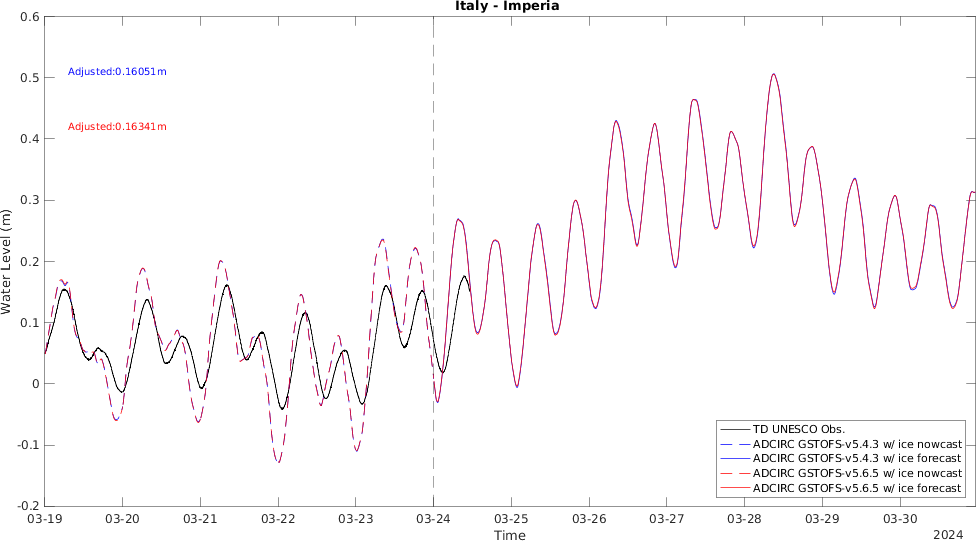 Italy - Imperia
0.6
0.5
0.4
0.3
0.2
0.1
0
-0.1
-0.2
Water Level (m)
Adjusted:0.16051m
Adjusted:0.16341m
TD UNESCO Obs.
ADCIRC GSTOFS-v5.4.3 w/ ice nowcast
ADCIRC GSTOFS-v5.4.3 w/ ice forecast
ADCIRC GSTOFS-v5.6.5 w/ ice nowcast
ADCIRC GSTOFS-v5.6.5 w/ ice forecast
03-19 03-20 03-21 03-22 03-23 03-24 03-25 03-26 03-27 03-28 03-29 03-30
Time
2024